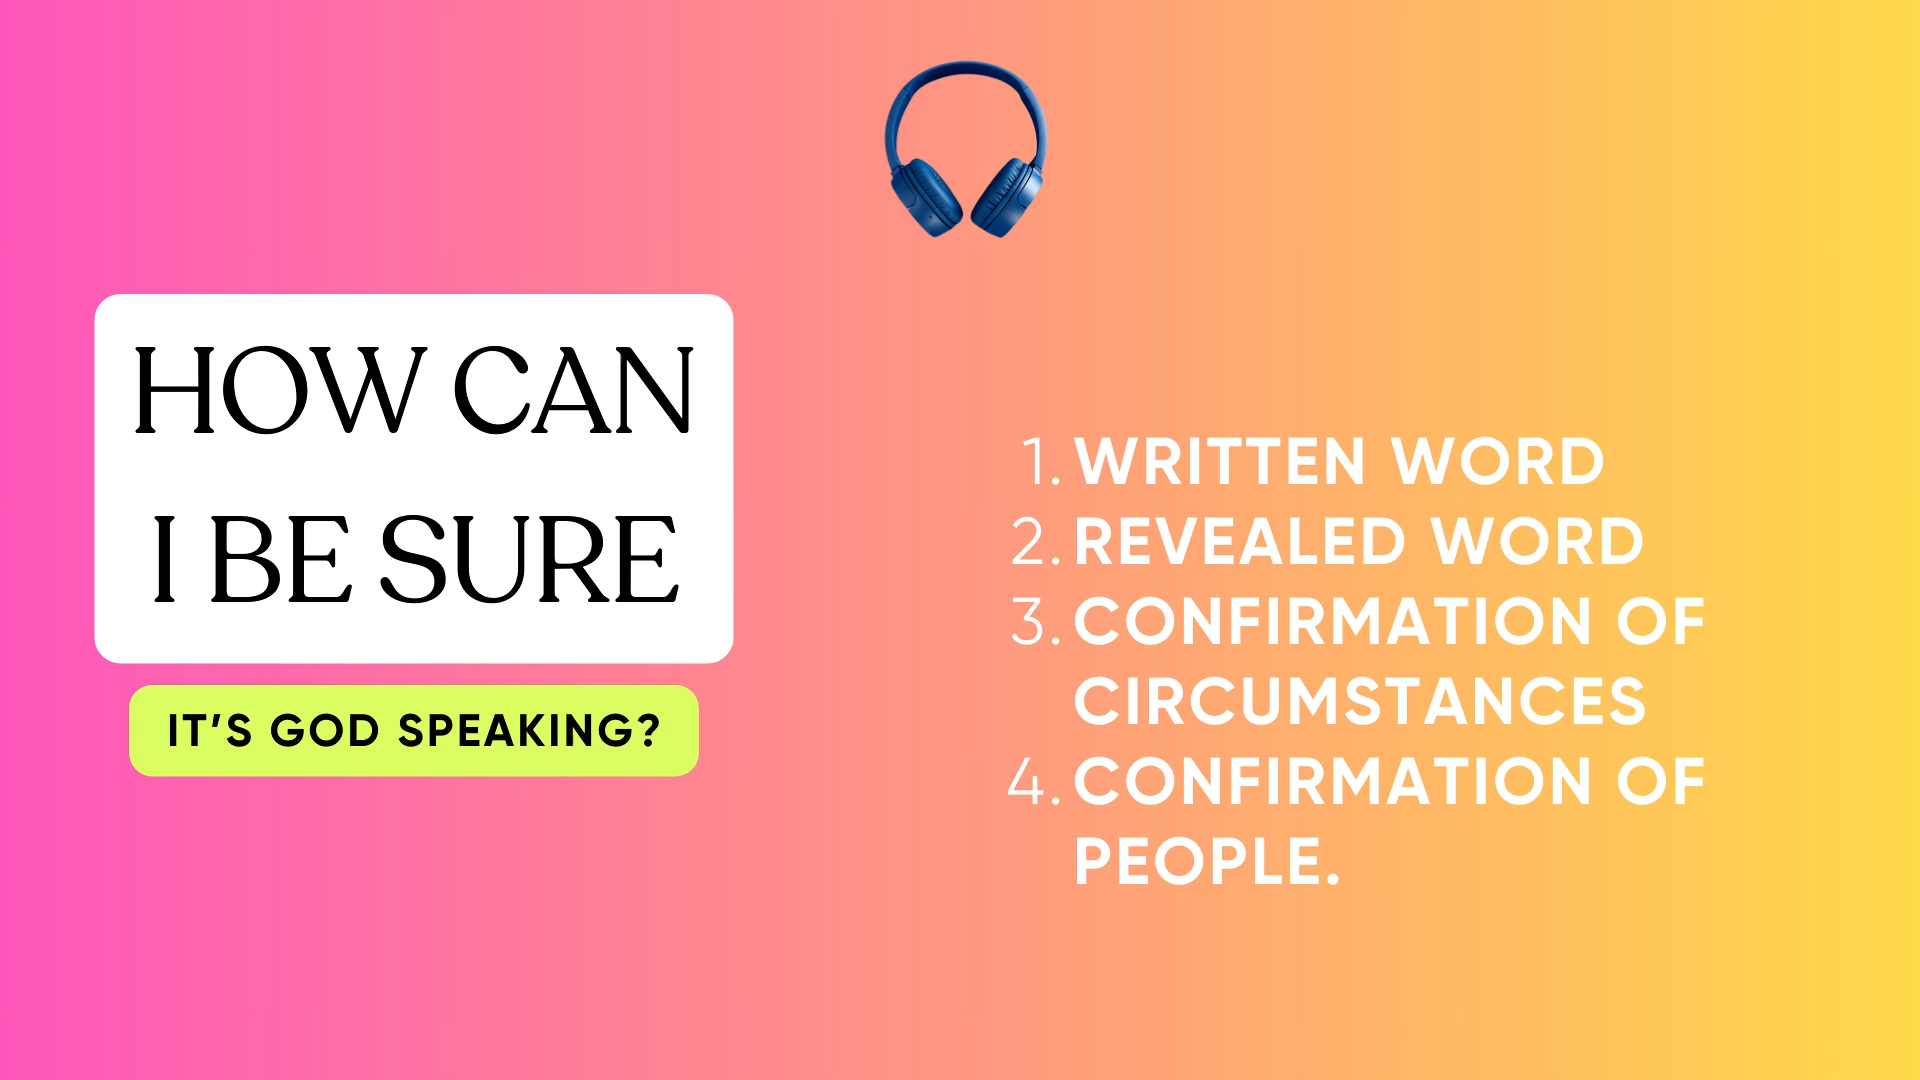 HOW CAN
I BE SURE
IT’S GOD SPEAKING?
1. WRITTEN WORD
2. REVEALED WORD
3. CONFIRMATION OF
CIRCUMSTANCES
4. CONFIRMATION OF
PEOPLE.